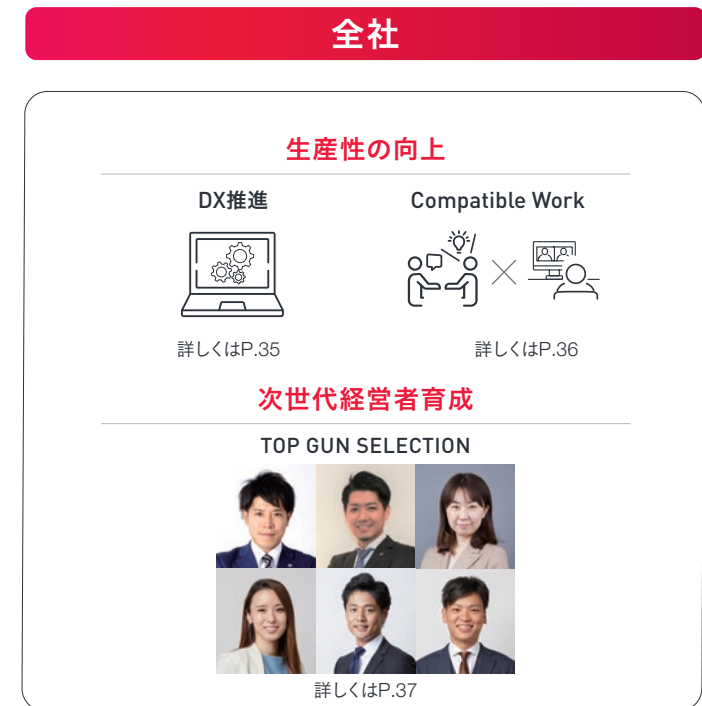 全社
生産性の向上
DX推進
Compatible Work
詳しくはP.35
詳しくはP.36
次世代経営者育成
TOP GUN SELECTION
詳しくはP.37